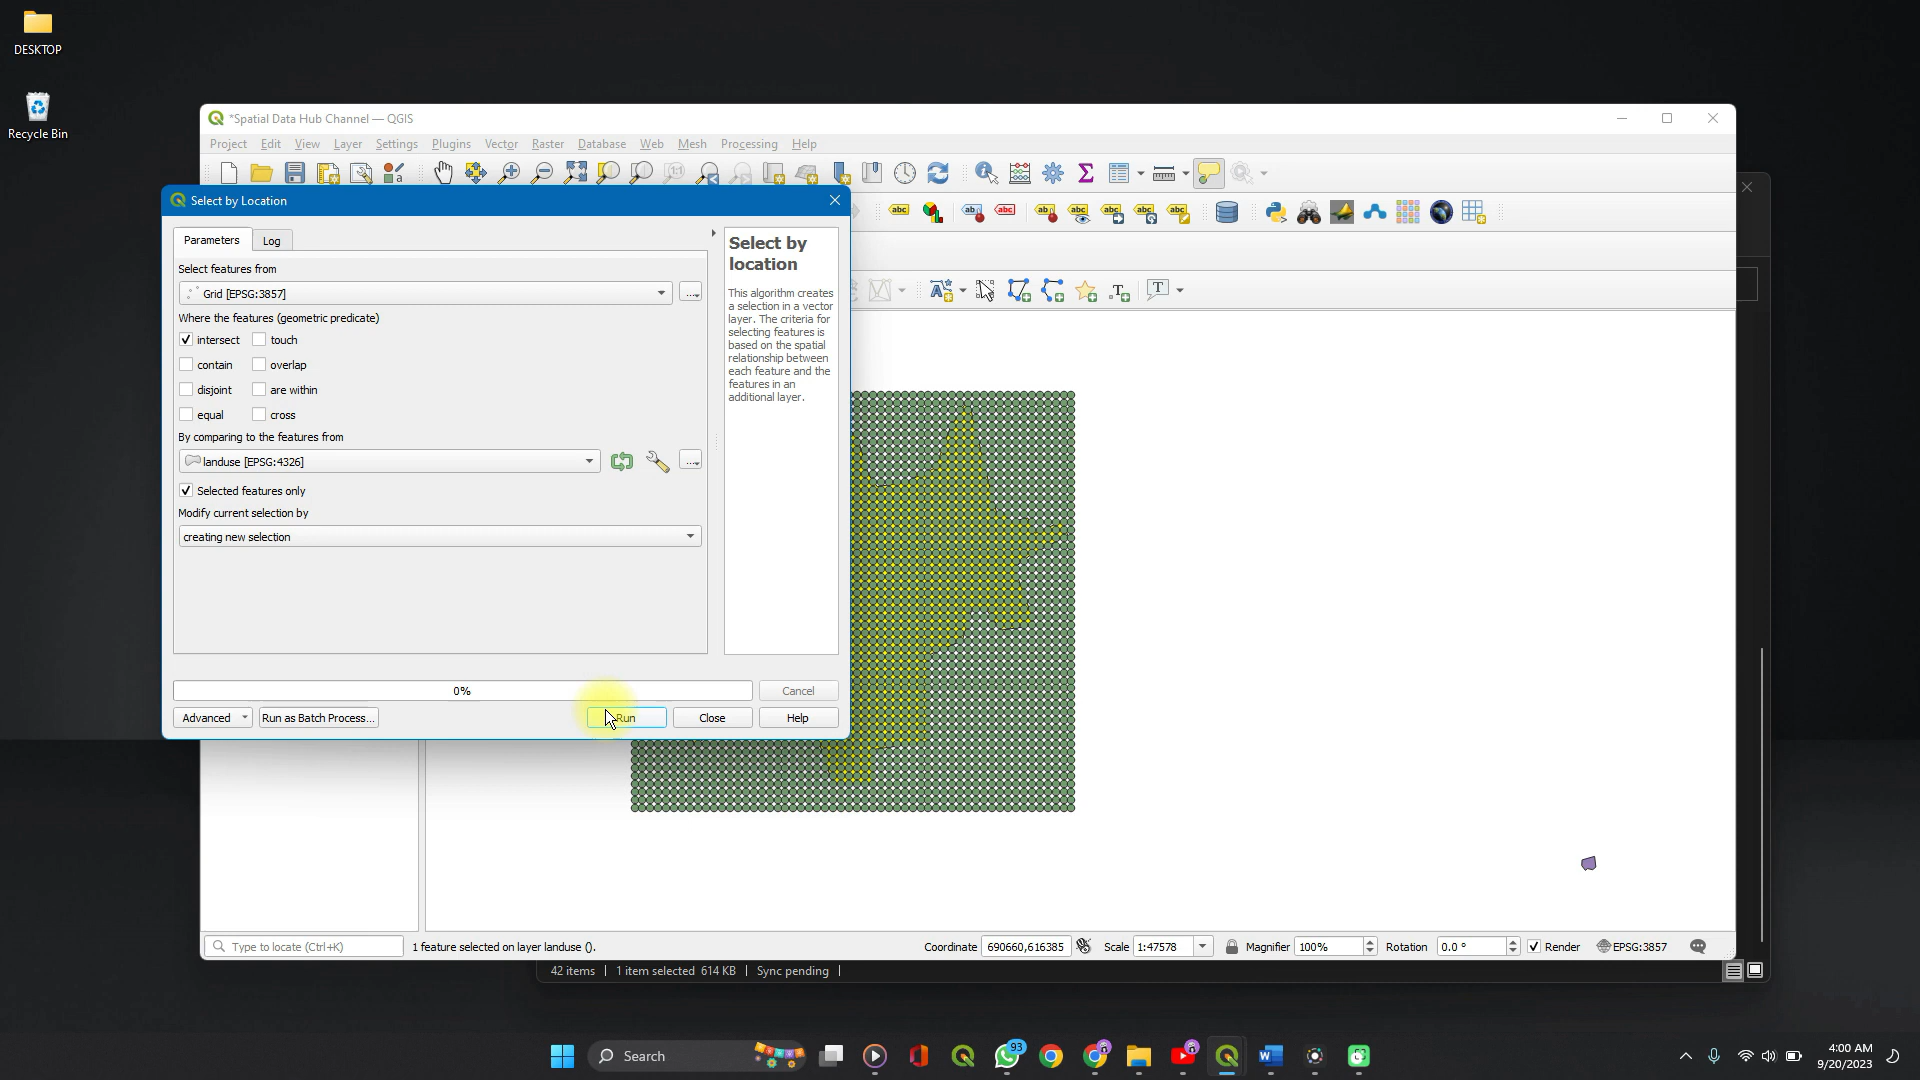 DESKTOP
Recycle Bin
*Spatial Data Hub Channel — QGIS
Project Edit View Layer Settings Plugins Vector Raster Database Web Mesh Processing Help
Select by Location
Parameters Log
Select features from
Grid [EPSG:3857]
Where the features (geometric predicate)
intersect touch
contain overlap
disjoint are within
equal cross
By comparing to the features from
landuse [EPSG:4326]
Selected features only
Modify current selection by
creating new selection
Select by
location
This algorithm creates
a selection in a vector
layer. The criteria for
selecting features is
based on the spatial
relationship between
each feature and the
features in an
additional layer.
0% Cancel
Advanced Run as Batch Process... Run Close Help
Type to locate (Ctrl+K) 1 feature selected on layer landuse (). Coordinate 690660,616385 Scale 1:47578 Magnifier 100% Rotation 0.0 ° Render EPSG:3857
42 items 1 item selected 614 KB Sync pending
Search 93
4:00 AM
9/20/2023